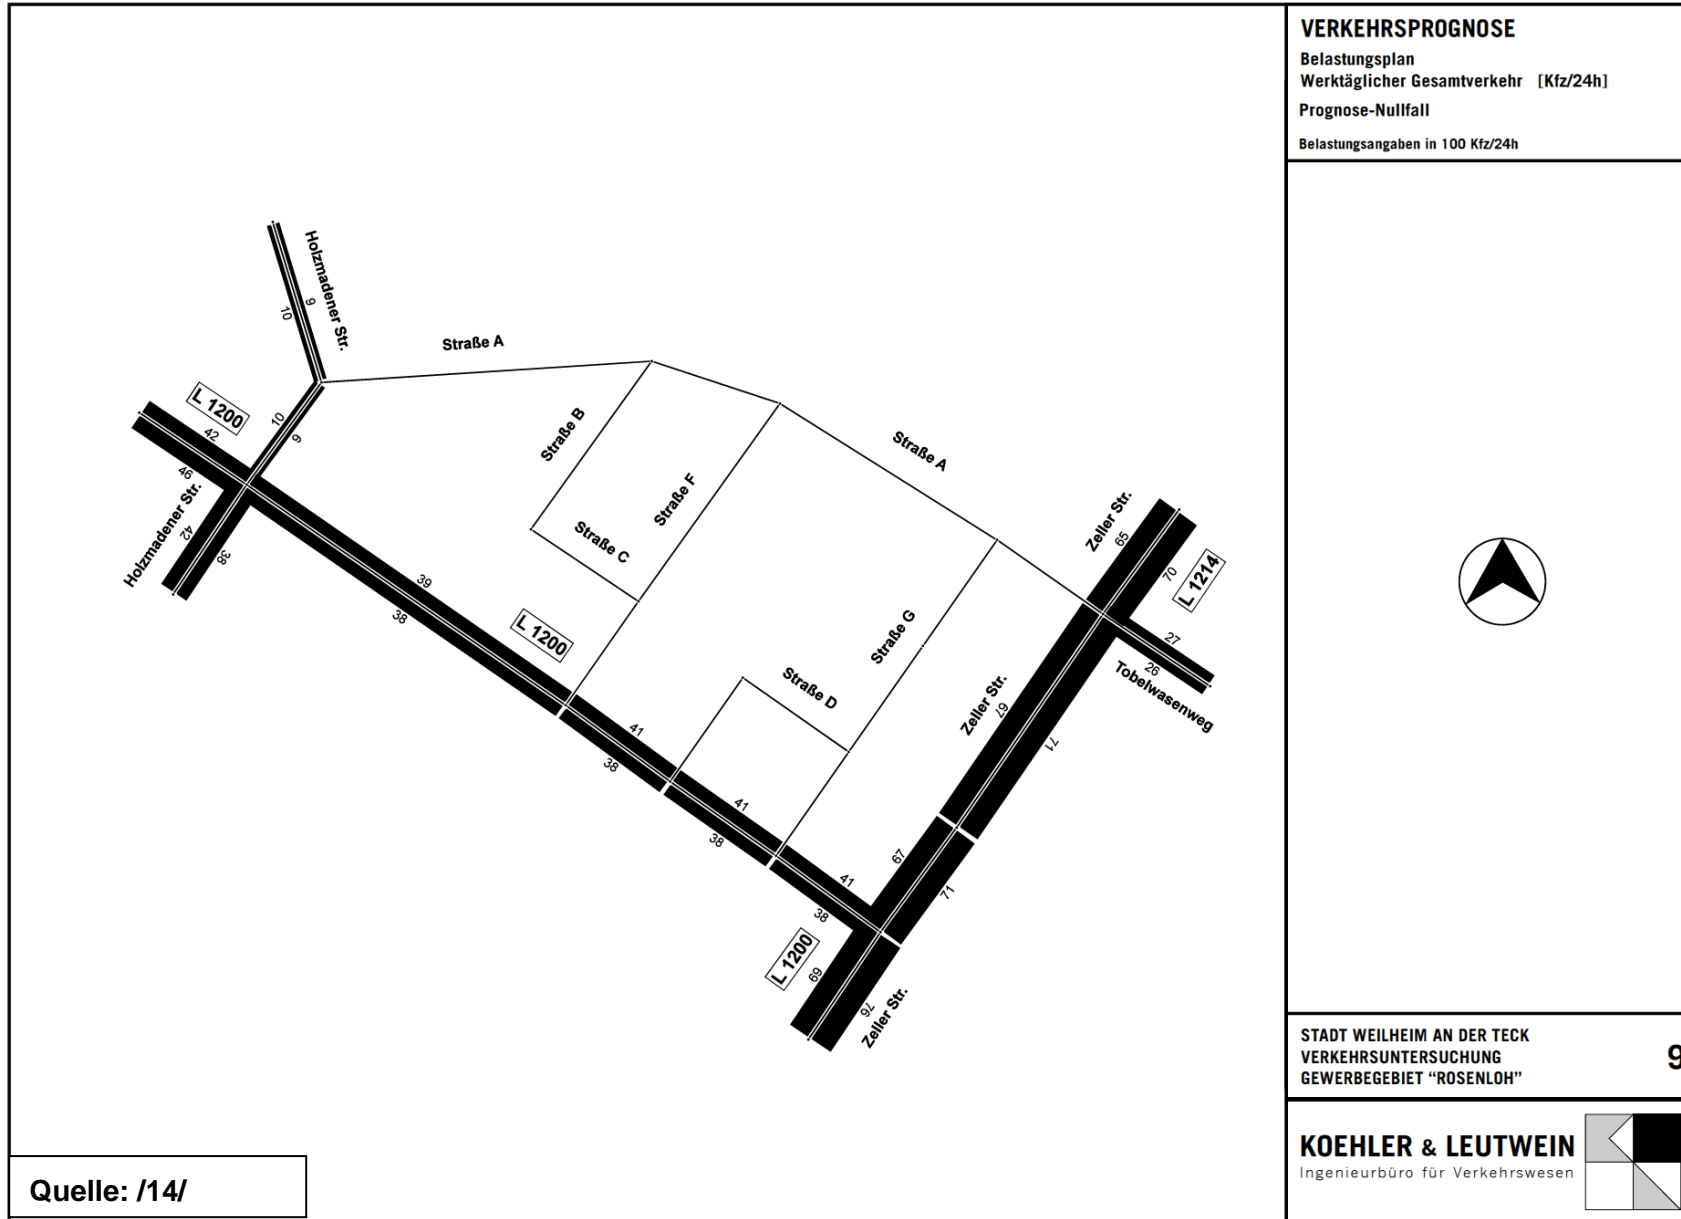 VERKEHRSPROGNOSE
Belastungsplan
Werktäglicher Gesamtverkehr [Kfz/24h]
Prognose-Nullfall
Belastungsangaben in 100 Kfz/24h
Holzmadener Str.
9
10
Straße A
L 1200
42
46
10
9
Holzmadener Str.
42
38
Straße B
Straße F
Straße C
Straße A
39
38
L 1200
Straße G
Straße D
41
38
41
38
41
38
Zeller Str.
65
70
L 1214
27
26
Tobelwasenweg
Zeller Str.
67
71
67
71
L 1200
69
76
Zeller Str.
STADT WEILHEIM AN DER TECK
VERKEHRSUNTERSUCHUNG
GEWERBEGEBIET “ROSENLOH”
9
KOEHLER & LEUTWEIN
Ingenieurbüro für Verkehrswesen
Quelle: /14/